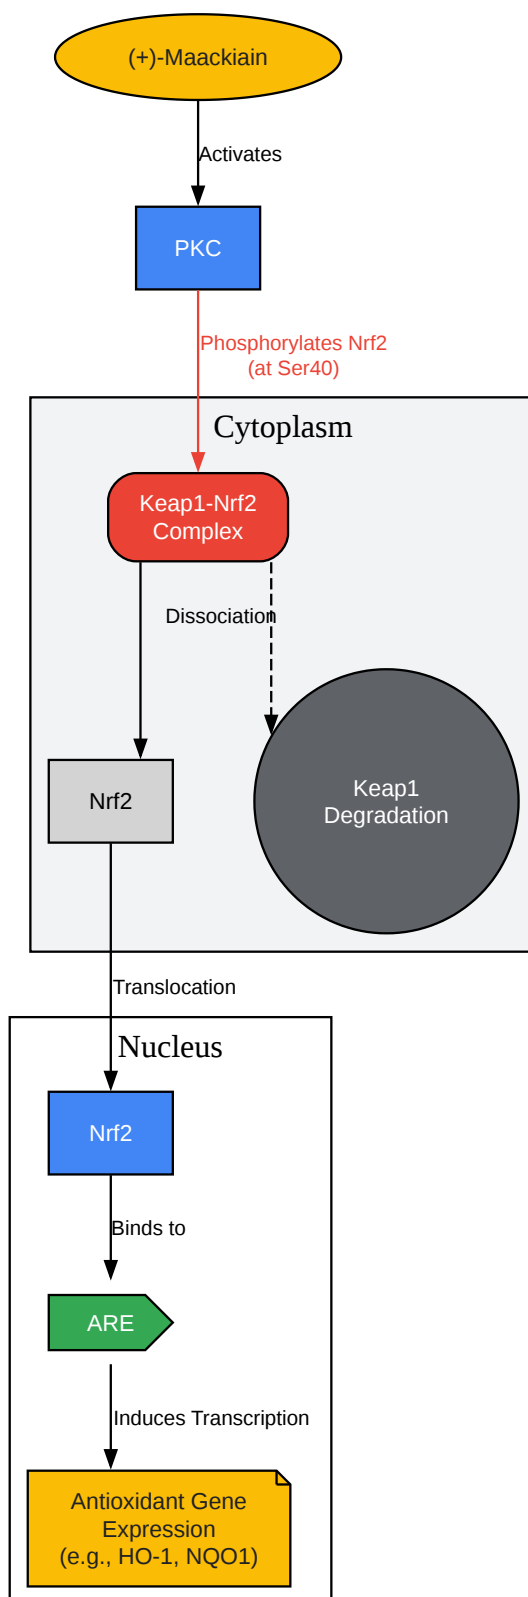 (+)-Maackiain
Activates
PKC
Phosphorylates Nrf2
(at Ser40)
Cytoplasm
Keap1-Nrf2
Complex
Dissociation
Nrf2
Keap1
Degradation
Translocation
Nucleus
Nrf2
Binds to
ARE
Induces Transcription
Antioxidant Gene
Expression
(e.g., HO-1, NQO1)